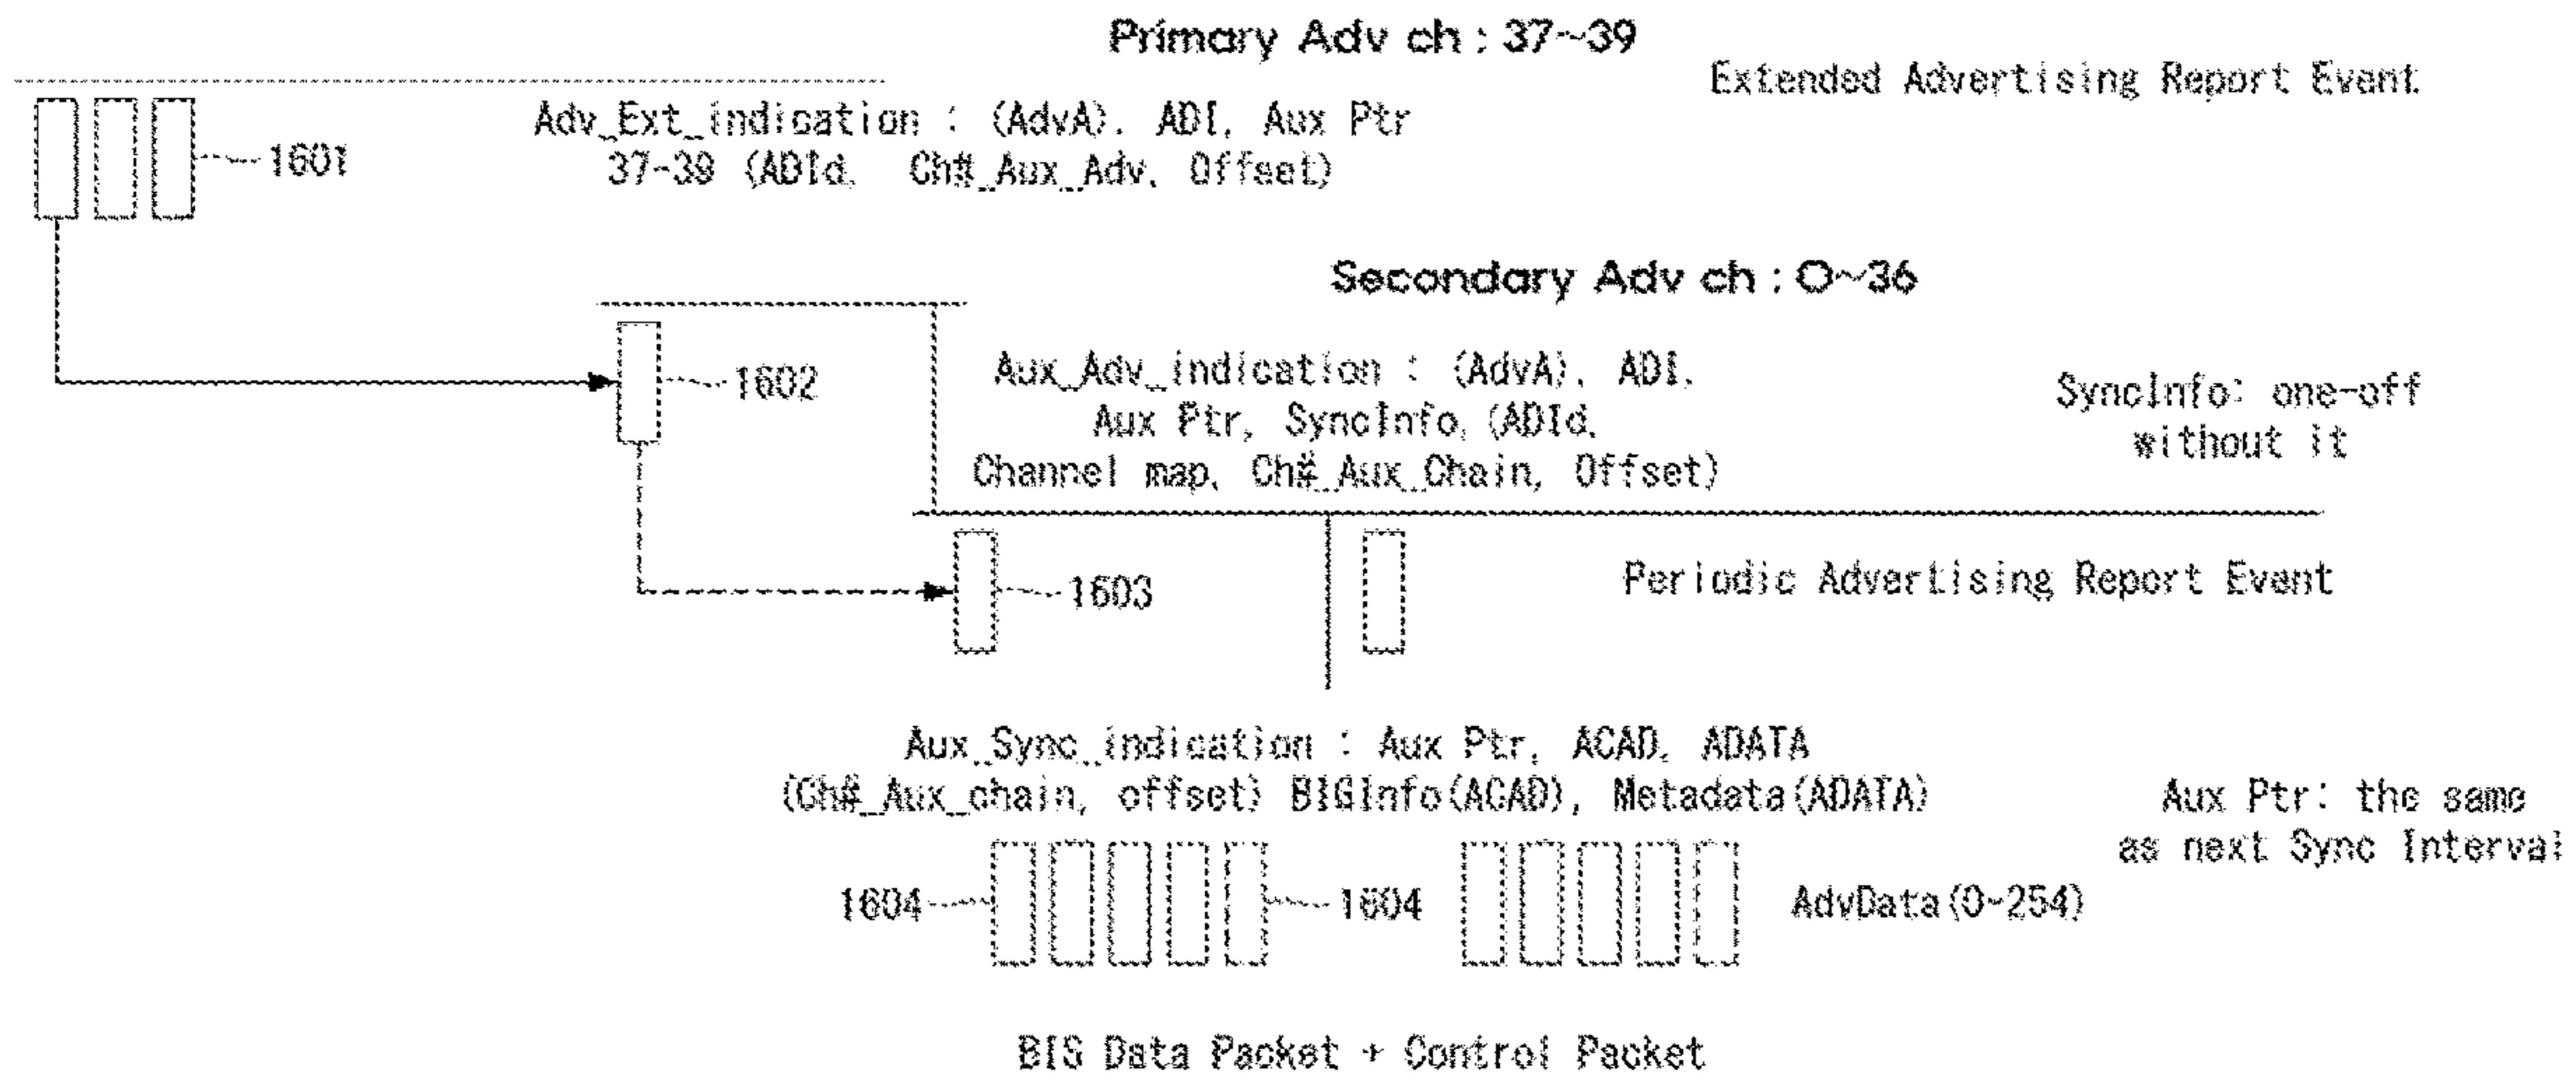 Primary Adv ch : 37~39
Extended Advertising Report Event
Adv_Ext_indication : (AdvA), ADI, Aux Ptr
37-39 (ADId, Ch#_Aux_Adv, Offset)
1601
Secondary Adv ch : 0~36
1602
Aux_Adv_indication : (AdvA), ADI,
Aux Ptr, SyncInfo, (ADId,
Channel map, Ch#_Aux_Chain, Offset)
SyncInfo: one-off
without it
1603
Periodic Advertising Report Event
Aux_Sync_indication : Aux Ptr, ACAD, ADATA
(Ch#_Aux_chain, offset) BIGInfo(ACAD), Metadata(ADATA)
Aux Ptr: the same
as next Sync Interval
1604
1604
AdvData(0-254)
BIS Data Packet + Control Packet